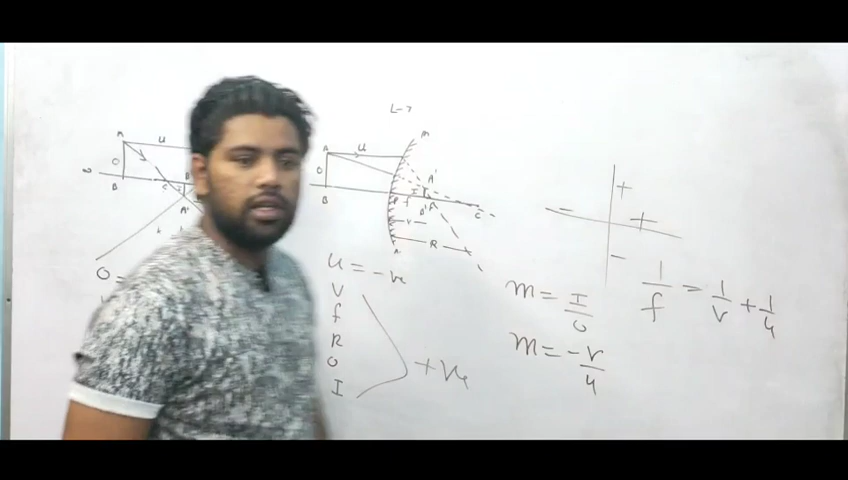 L-7
A u
O
B C
A'
A u M
O A'
B P f I B' C
v
R
O =
u = -ve
v
f
R
O
I
+ve
+
- +
-
m = I/O
m = -v/u
1/f = 1/v + 1/u